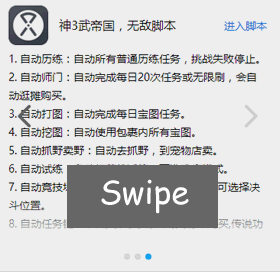 神3武帝国，无敌脚本
进入脚本
1. 自动历练：自动所有普通历练任务，挑战失败停止。
2. 自动师门：自动完成每日20次任务或无限刷，会自
动逛摊购买。
3. 自动打图：自动完成每日宝图任务。
4. 自动挖图：自动使用包裹内所有宝图。
5. 自动抓野卖野：自动去抓野，到宠物店卖。
6. 自动试炼
7. 自动竞技场 可选择决
斗位置。
8. 自动任务 购买,传说功
Swipe